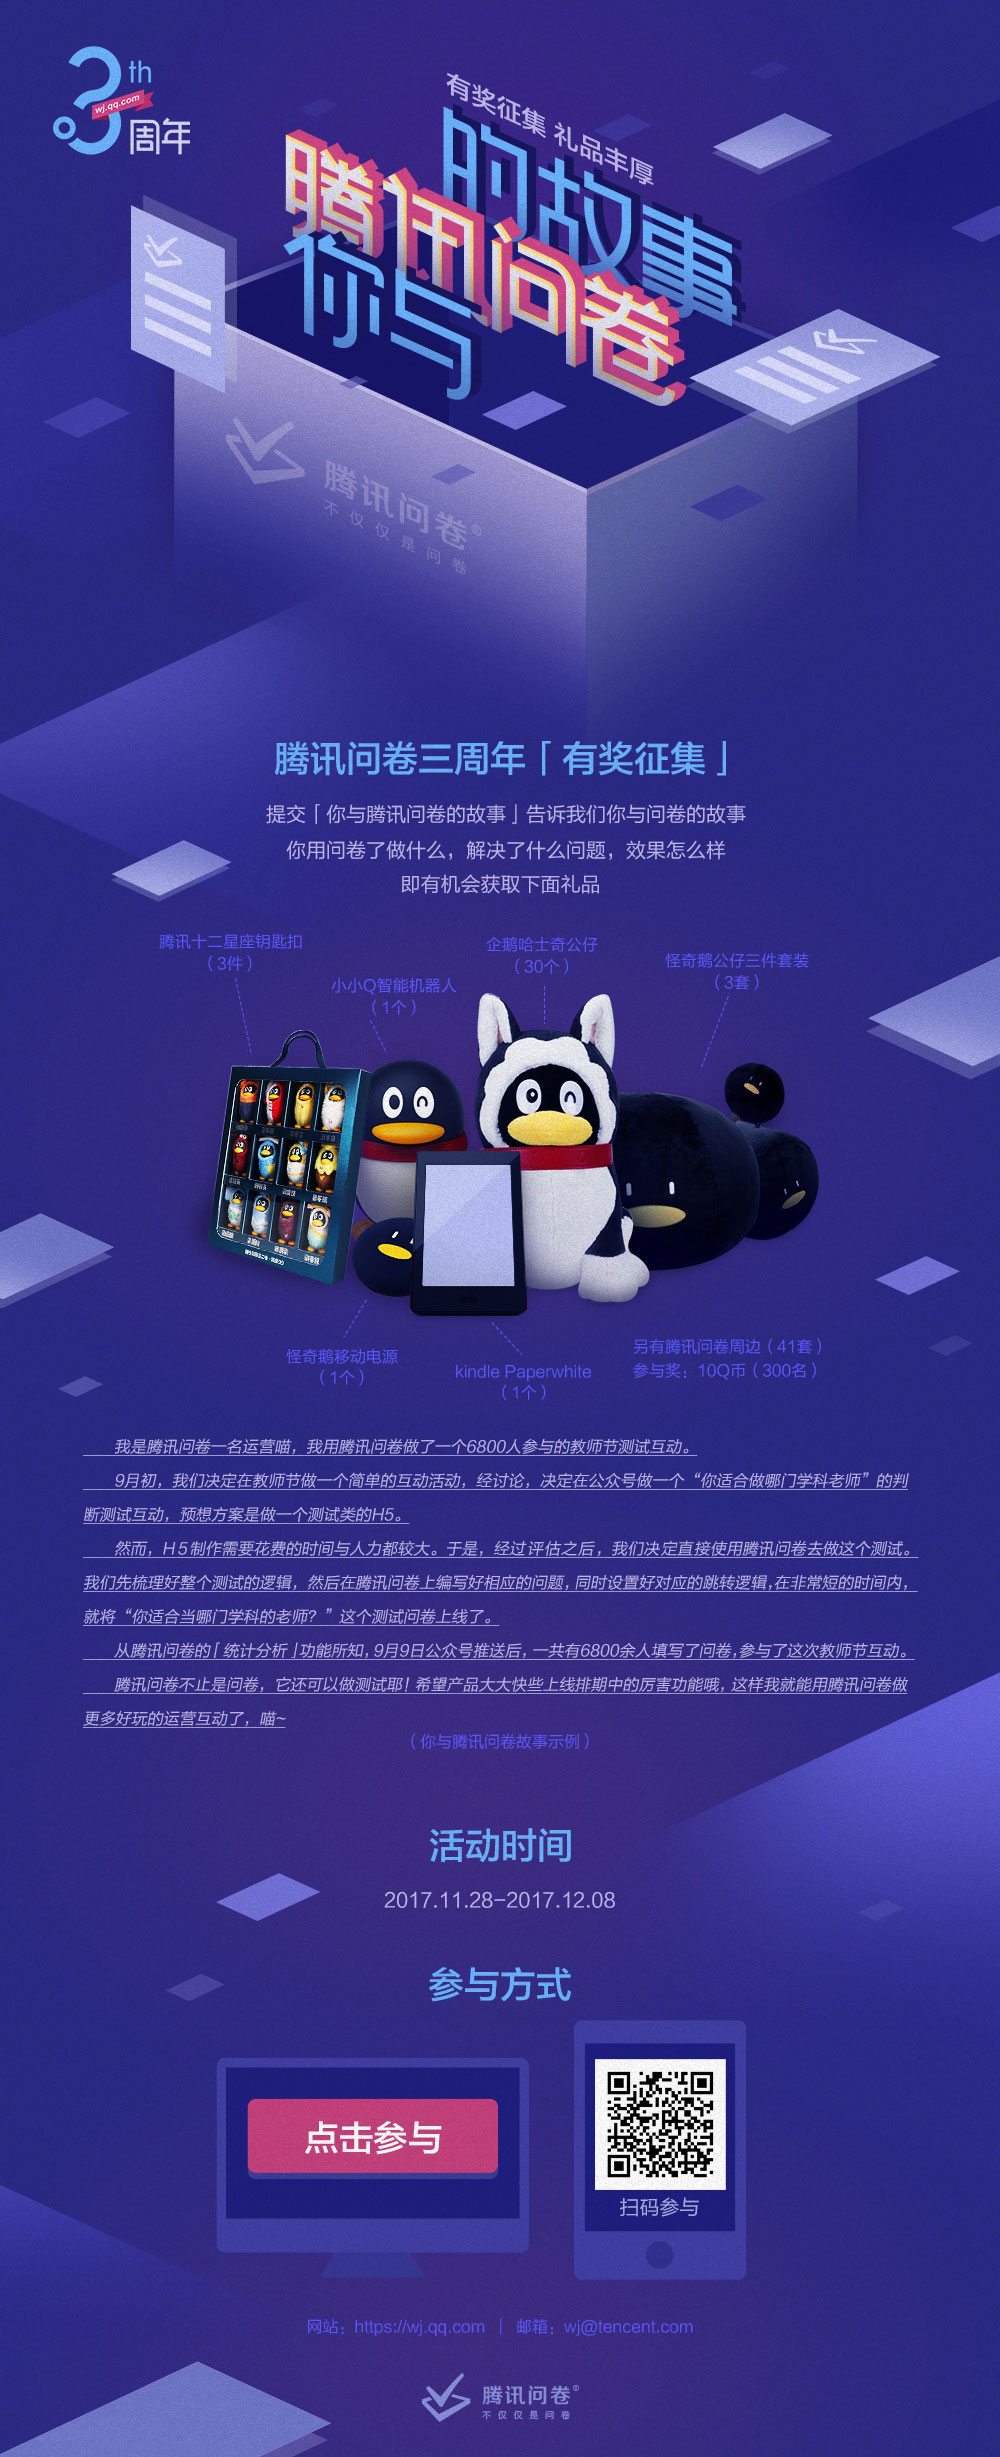 3th
wj.qq.com
周年
有奖征集 礼品丰厚
你与
腾讯问卷
的故事
腾讯问卷®
不仅仅是问卷
腾讯问卷三周年「有奖征集」
提交「你与腾讯问卷的故事」告诉我们你与问卷的故事
你用问卷了做什么，解决了什么问题，效果怎么样
即有机会获取下面礼品
腾讯十二星座钥匙扣
（3件）
小小Q智能机器人
（1个）
企鹅哈士奇公仔
（30个）
怪奇鹅公仔三件套装
（3套）
怪奇鹅移动电源
（1个）
kindle Paperwhite
（1个）
另有腾讯问卷周边（41套）
参与奖：10Q币（300名）
我是腾讯问卷一名运营喵，我用腾讯问卷做了一个6800人参与的教师节测试互动。
9月初，我们决定在教师节做一个简单的互动活动，经讨论，决定在公众号做一个“你适合做哪门学科老师”的判
断测试互动，预想方案是做一个测试类的H5。
然而，H5制作需要花费的时间与人力都较大。于是，经过评估之后，我们决定直接使用腾讯问卷去做这个测试。
我们先梳理好整个测试的逻辑，然后在腾讯问卷上编写好相应的问题，同时设置好对应的跳转逻辑，在非常短的时间内，
就将“你适合当哪门学科的老师？”这个测试问卷上线了。
从腾讯问卷的「统计分析」功能所知，9月9日公众号推送后，一共有6800余人填写了问卷，参与了这次教师节互动。
腾讯问卷不止是问卷，它还可以做测试耶！希望产品大大快些上线排期中的厉害功能哦，这样我就能用腾讯问卷做
更多好玩的运营互动了，喵~
（你与腾讯问卷故事示例）
活动时间
2017.11.28-2017.12.08
参与方式
点击参与
扫码参与
网站：https://wj.qq.com | 邮箱：wj@tencent.com
腾讯问卷®
不仅仅是问卷